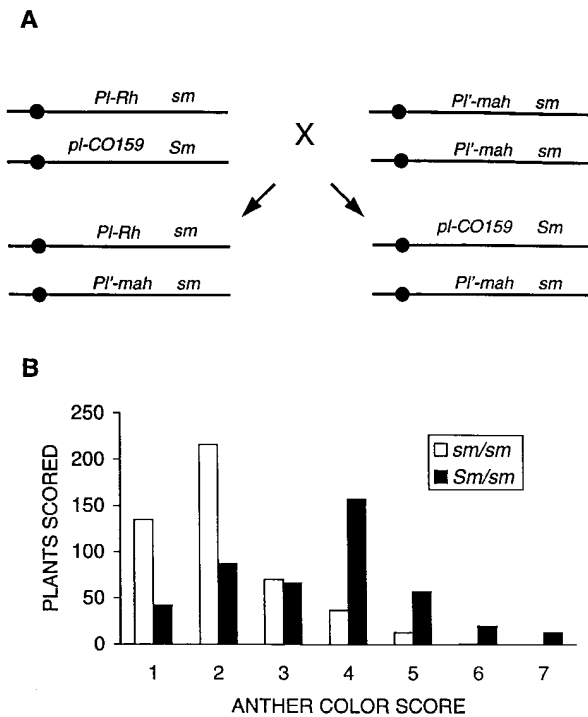 A
Pl-Rh sm
pl-CO159 Sm
X
Pl'-mah sm
Pl'-mah sm
Pl-Rh sm
Pl'-mah sm
pl-CO159 Sm
Pl'-mah sm
B
PLANTS SCORED
250
200
150
100
50
0
sm/sm
Sm/sm
1 2 3 4 5 6 7
ANTHER COLOR SCORE